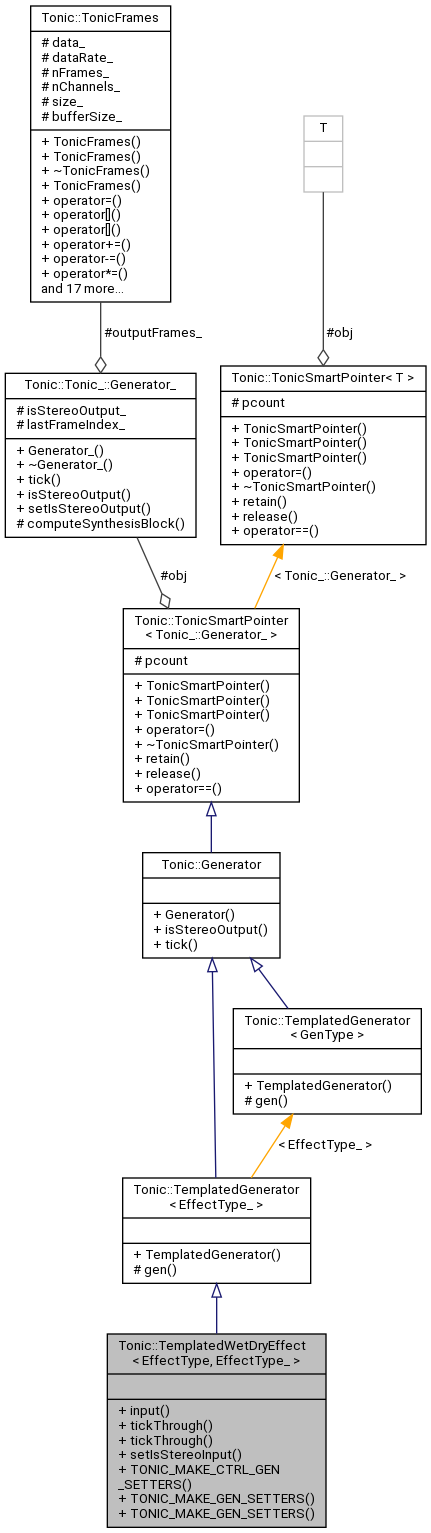 Tonic::TonicFrames
# data_
# dataRate_
# nFrames_
# nChannels_
# size_
# bufferSize_
+ TonicFrames()
+ TonicFrames()
+ ~TonicFrames()
+ TonicFrames()
+ operator=()
+ operator[]()
+ operator[]()
+ operator+=()
+ operator-=()
+ operator*=()
and 17 more...
T
#outputFrames_
#obj
Tonic::Tonic_::Generator_
# isStereoOutput_
# lastFrameIndex_
+ Generator_()
+ ~Generator_()
+ tick()
+ isStereoOutput()
+ setIsStereoOutput()
# computeSynthesisBlock()
Tonic::TonicSmartPointer< T >
# pcount
+ TonicSmartPointer()
+ TonicSmartPointer()
+ TonicSmartPointer()
+ operator=()
+ ~TonicSmartPointer()
+ retain()
+ release()
+ operator==()
#obj
< Tonic_::Generator_ >
Tonic::TonicSmartPointer
< Tonic_::Generator_ >
# pcount
+ TonicSmartPointer()
+ TonicSmartPointer()
+ TonicSmartPointer()
+ operator=()
+ ~TonicSmartPointer()
+ retain()
+ release()
+ operator==()
Tonic::Generator
+ Generator()
+ isStereoOutput()
+ tick()
Tonic::TemplatedGenerator
< GenType >
+ TemplatedGenerator()
# gen()
< EffectType_ >
Tonic::TemplatedGenerator
< EffectType_ >
+ TemplatedGenerator()
# gen()
Tonic::TemplatedWetDryEffect
< EffectType, EffectType_ >
+ input()
+ tickThrough()
+ tickThrough()
+ setIsStereoInput()
+ TONIC_MAKE_CTRL_GEN
_SETTERS()
+ TONIC_MAKE_GEN_SETTERS()
+ TONIC_MAKE_GEN_SETTERS()